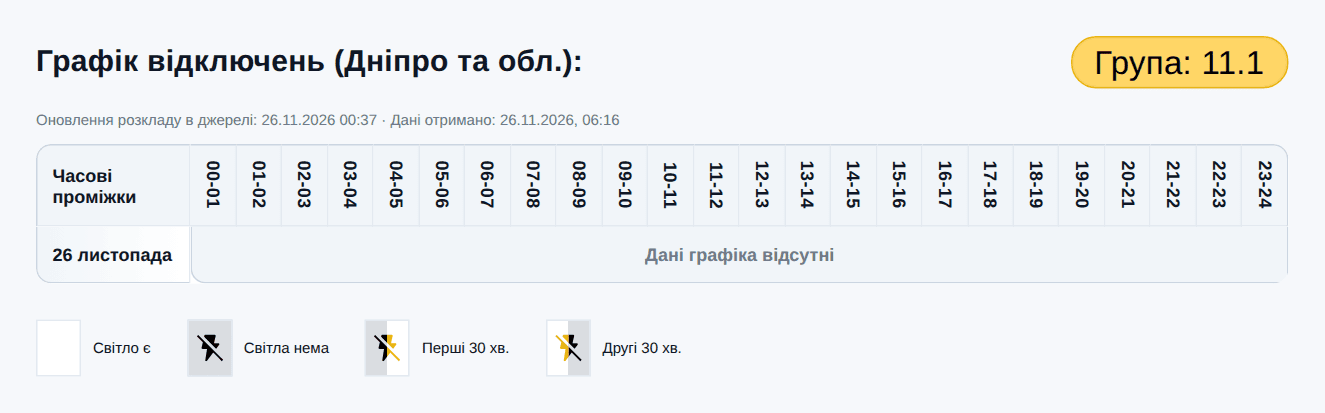 Графік відключень (Дніпро та обл.):
Група: 11.1
Оновлення розкладу в джерелі: 26.11.2026 00:37 · Дані отримано: 26.11.2026, 06:16
Часові
проміжки
00-01
01-02
02-03
03-04
04-05
05-06
06-07
07-08
08-09
09-10
10-11
11-12
12-13
13-14
14-15
15-16
16-17
17-18
18-19
19-20
20-21
21-22
22-23
23-24
26 листопада
Дані графіка відсутні
Світло є
Світла нема
Перші 30 хв.
Другі 30 хв.